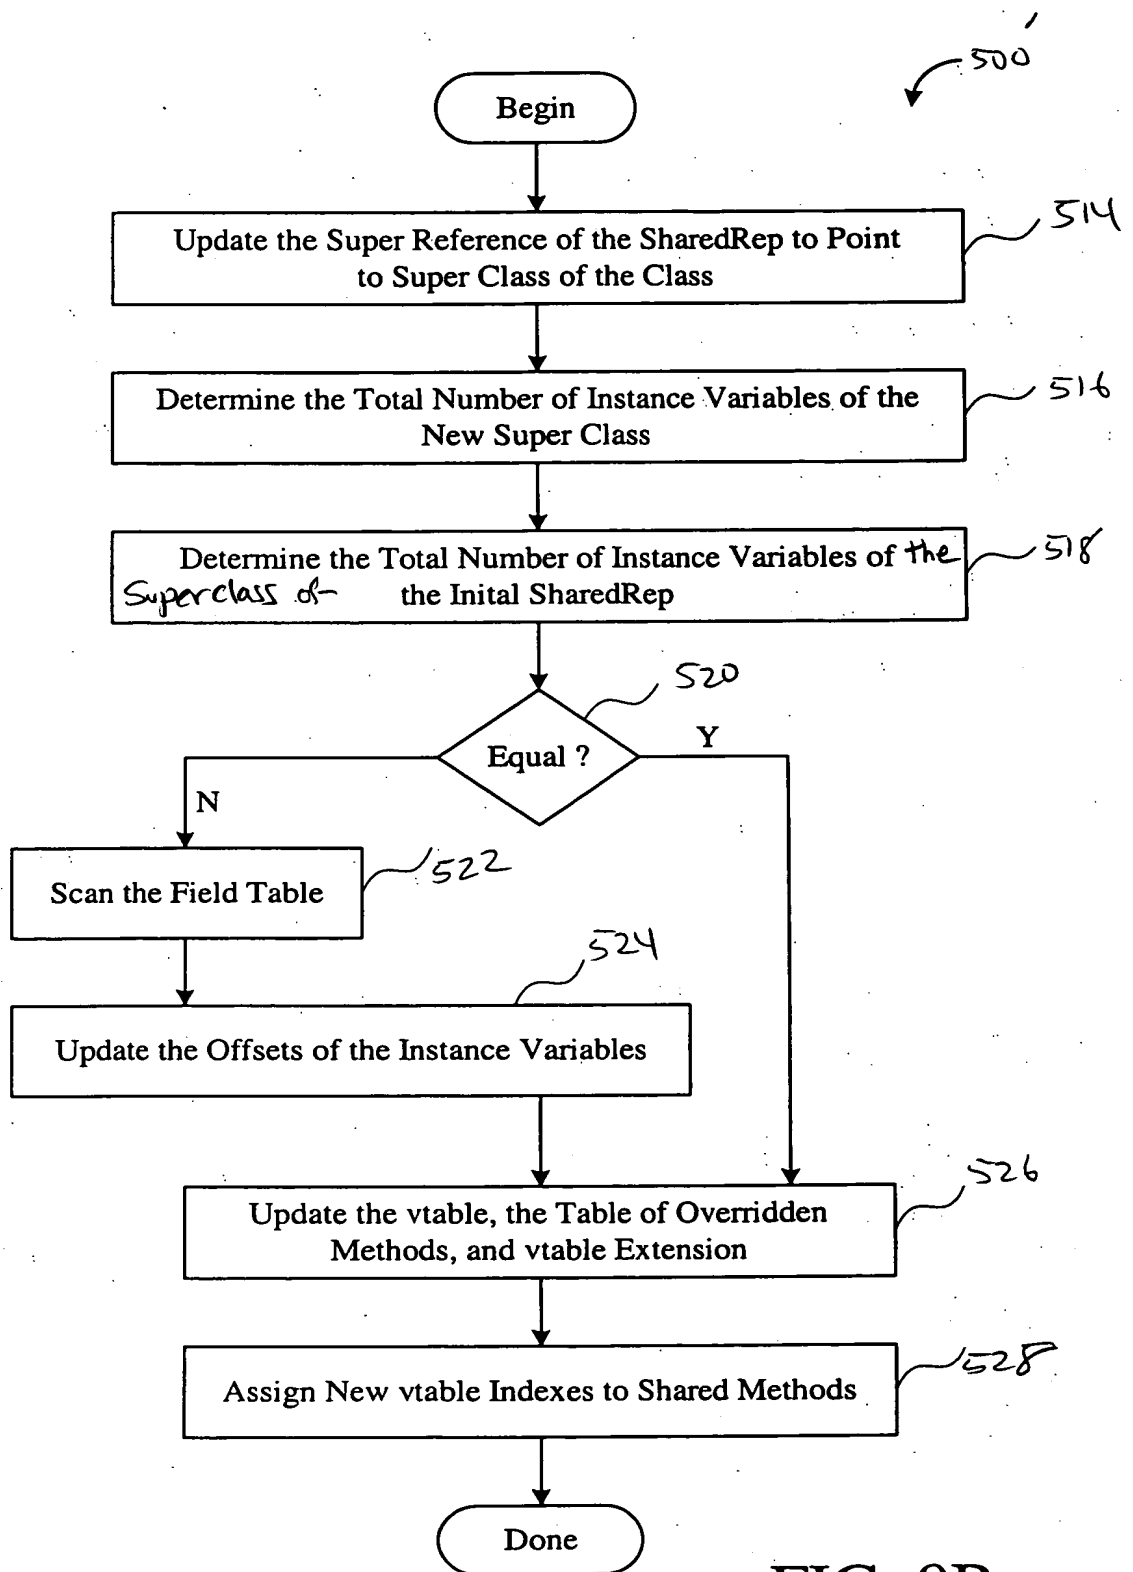 500'
Begin
514
Update the Super Reference of the SharedRep to Point
to Super Class of the Class
516
Determine the Total Number of Instance Variables of the
New Super Class
518
Determine the Total Number of Instance Variables of the
Superclass of the Inital SharedRep
520
Equal ?
Y
N
522
Scan the Field Table
524
Update the Offsets of the Instance Variables
526
Update the vtable, the Table of Overridden
Methods, and vtable Extension
528
Assign New vtable Indexes to Shared Methods
Done
FIG. 9B